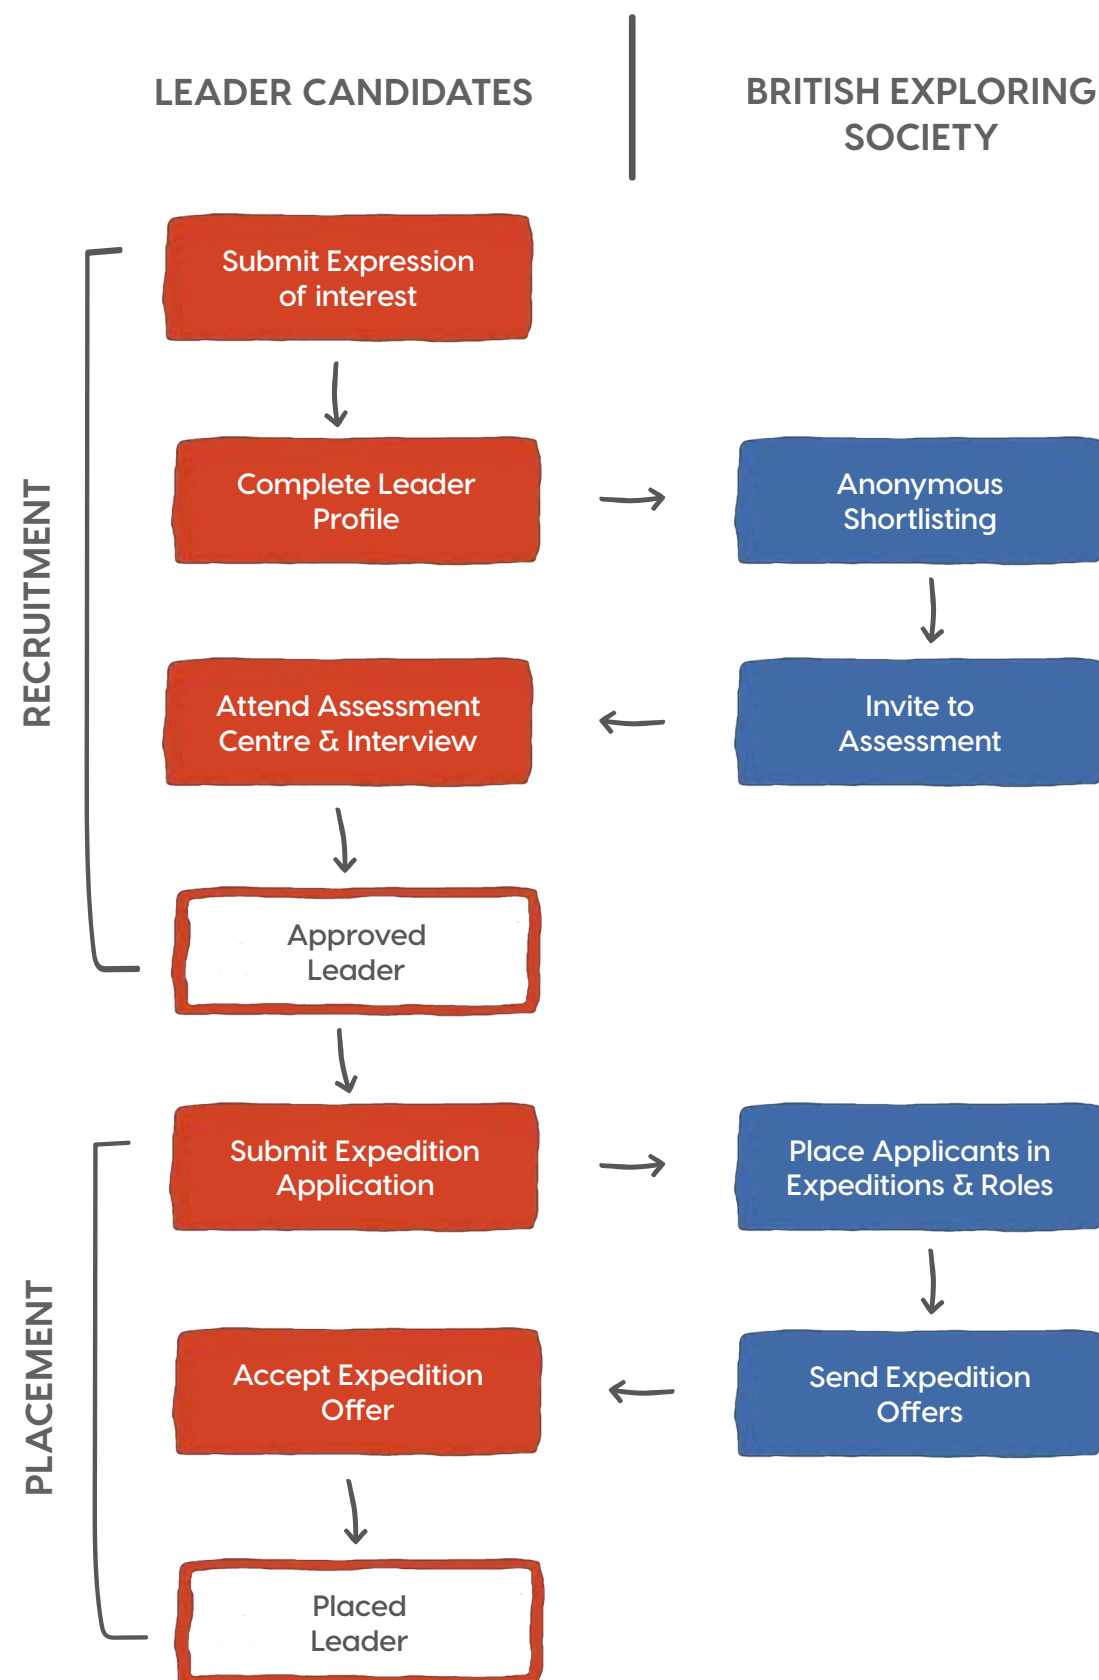 LEADER CANDIDATES
BRITISH EXPLORING
SOCIETY
RECRUITMENT
Submit Expression
of interest
Complete Leader
Profile
Anonymous
Shortlisting
Attend Assessment
Centre & Interview
Invite to
Assessment
Approved
Leader
PLACEMENT
Submit Expedition
Application
Place Applicants in
Expeditions & Roles
Accept Expedition
Offer
Send Expedition
Offers
Placed
Leader